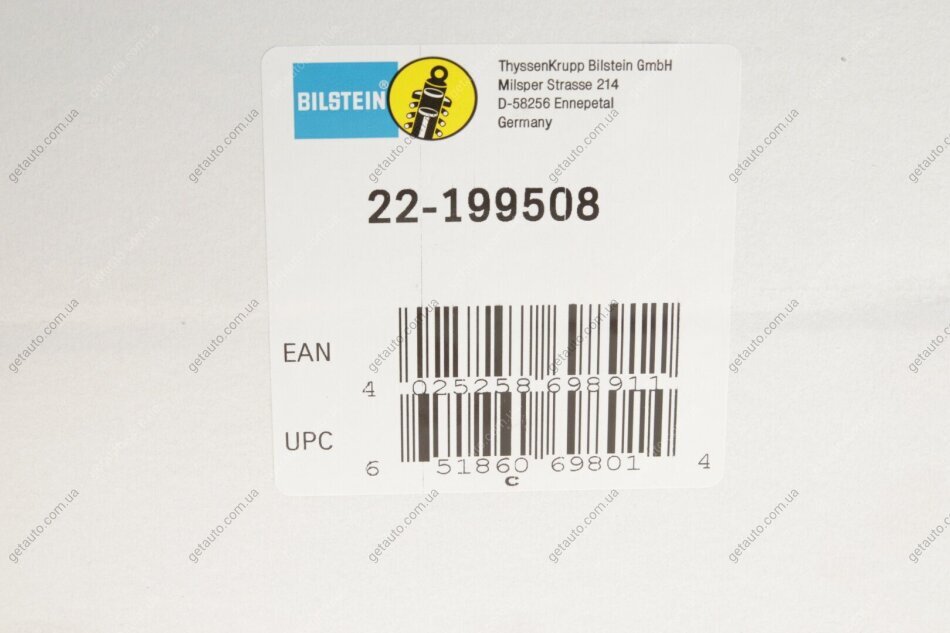 BILSTEIN®
ThyssenKrupp Bilstein GmbH
Milsper Strasse 214
D-58256 Ennepetal
Germany
22-199508
EAN
4 025258 698911
UPC
6 51860 69801 4
C
getauto.com.ua